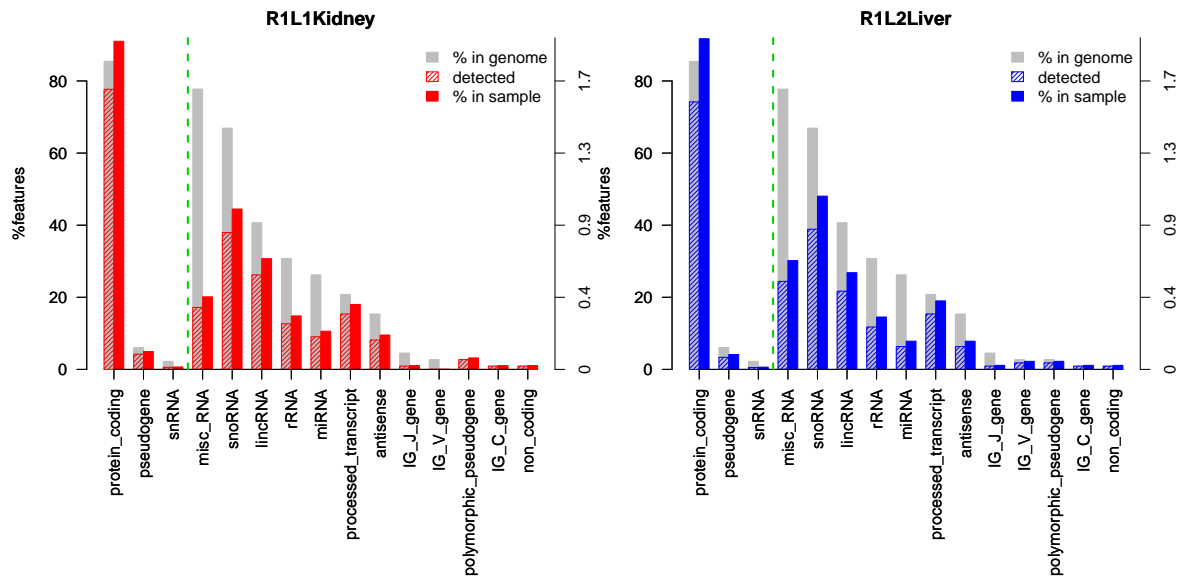 R1L1Kidney
% in genome
detected
% in sample
%features
0
20
40
60
80
0
0.4
0.9
1.3
1.7
protein_coding
pseudogene
snRNA
misc_RNA
snoRNA
lincRNA
rRNA
miRNA
processed_transcript
antisense
IG_J_gene
IG_V_gene
polymorphic_pseudogene
IG_C_gene
non_coding
R1L2Liver
% in genome
detected
% in sample
%features
0
20
40
60
80
0
0.4
0.9
1.3
1.7
protein_coding
pseudogene
snRNA
misc_RNA
snoRNA
lincRNA
rRNA
miRNA
processed_transcript
antisense
IG_J_gene
IG_V_gene
polymorphic_pseudogene
IG_C_gene
non_coding